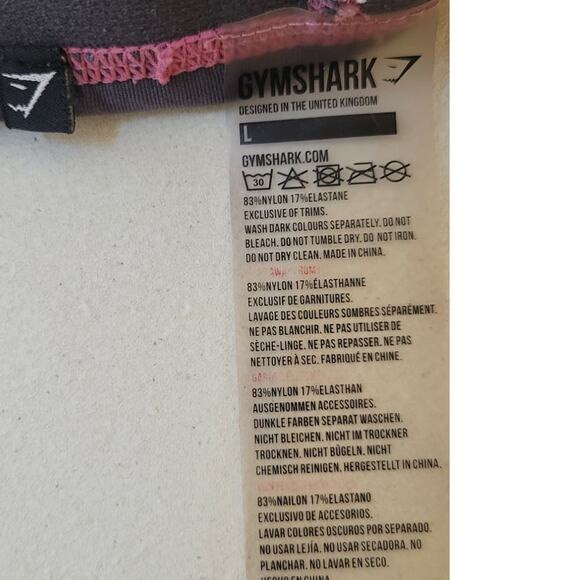 GYMSHARK
DESIGNED IN THE UNITED KINGDOM
L
GYMSHARK.COM
30
83%NYLON 17%ELASTANE
EXCLUSIVE OF TRIMS.
WASH DARK COLOURS SEPARATELY. DO NOT
BLEACH. DO NOT TUMBLE DRY. DO NOT IRON.
DO NOT DRY CLEAN. MADE IN CHINA.
83%NYLON 17%ÉLASTHANNE
EXCLUSIF DE GARNITURES.
LAVAGE DES COULEURS SOMBRES SÉPARÉMENT.
NE PAS BLANCHIR. NE PAS UTILISER DE
SÈCHE-LINGE. NE PAS REPASSER. NE PAS
NETTOYER À SEC. FABRIQUÉ EN CHINE.
83%NYLON 17%ELASTHAN
AUSGENOMMEN ACCESSOIRES.
DUNKLE FARBEN SEPARAT WASCHEN.
NICHT BLEICHEN. NICHT IM TROCKNER
TROCKNEN. NICHT BÜGELN. NICHT
CHEMISCH REINIGEN. HERGESTELLT IN CHINA.
83%NAILON 17%ELASTANO
EXCLUSIVO DE ACCESORIOS.
LAVAR COLORES OSCUROS POR SEPARADO.
NO USAR LEJÍA. NO USAR SECADORA. NO
PLANCHAR. NO LAVAR EN SECO.
HECHO EN CHINA